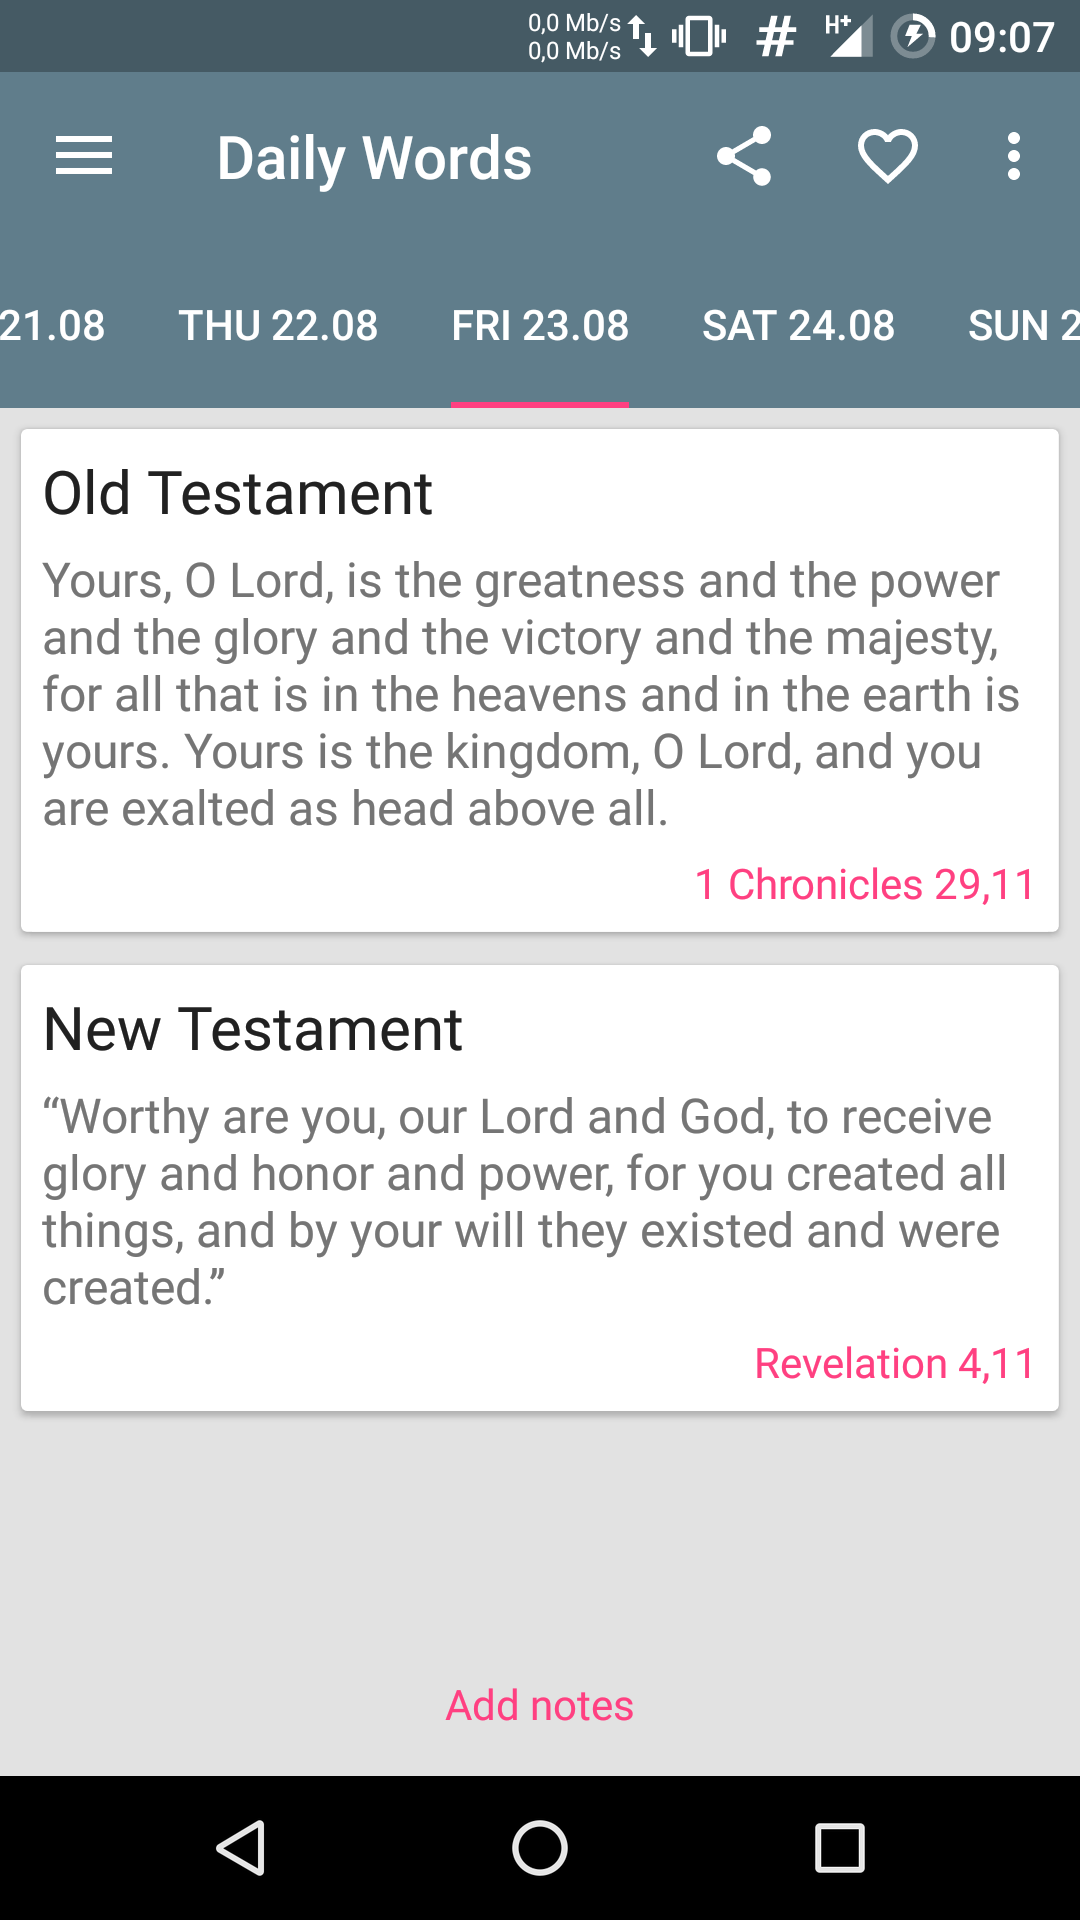 0,0 Mb/s
0,0 Mb/s
H+
09:07
Daily Words
21.08 THU 22.08 FRI 23.08 SAT 24.08 SUN 2
Old Testament
Yours, O Lord, is the greatness and the power
and the glory and the victory and the majesty,
for all that is in the heavens and in the earth is
yours. Yours is the kingdom, O Lord, and you
are exalted as head above all.
1 Chronicles 29,11
New Testament
“Worthy are you, our Lord and God, to receive
glory and honor and power, for you created all
things, and by your will they existed and were
created.”
Revelation 4,11
Add notes